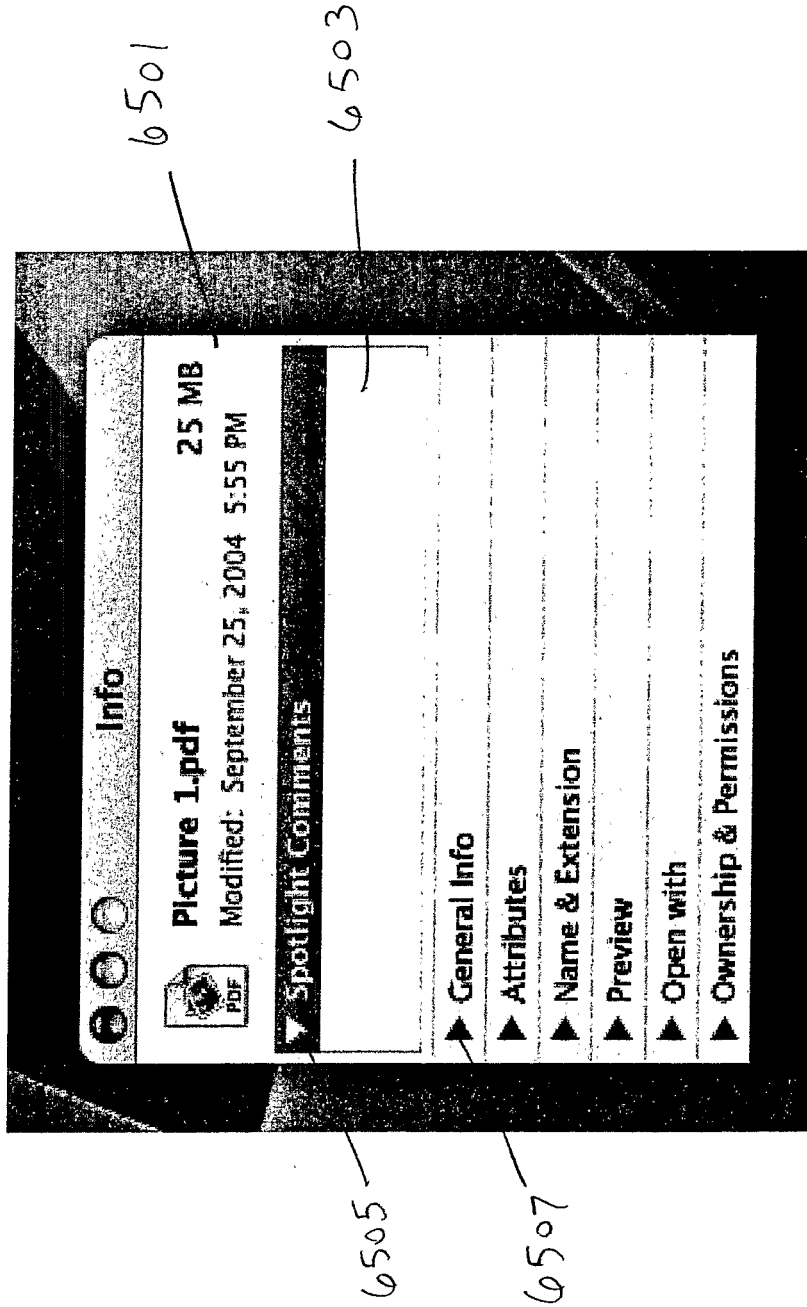 6501
6503
Info
Picture 1.pdf 25 MB
Modified: September 25, 2004 5:55 PM
PDF
Spotlight Comments
General Info
Attributes
Name & Extension
Preview
Open with
Ownership & Permissions
6505
6507